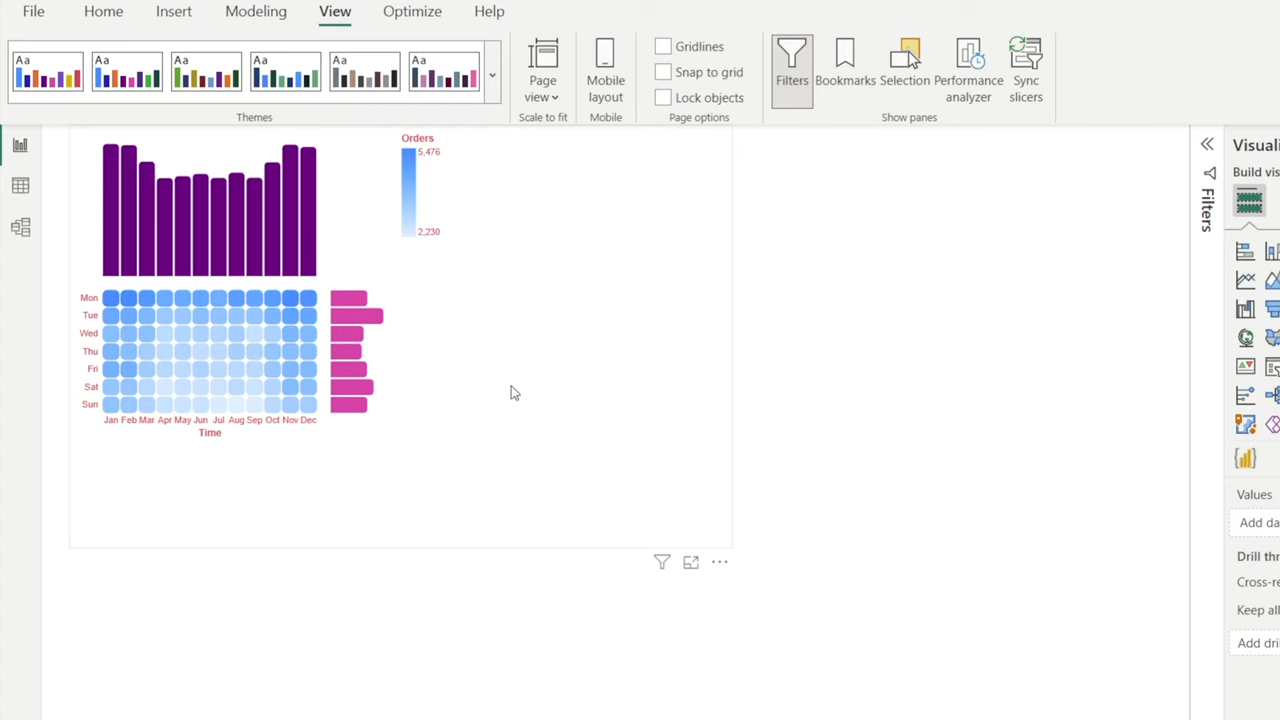 File Home Insert Modeling View Optimize Help
Aa Aa Aa Aa Aa Aa
Page view
Mobile layout
Gridlines
Snap to grid
Lock objects
Filters
Bookmarks
Selection
Performance analyzer
Sync slicers
Themes
Scale to fit
Mobile
Page options
Show panes
Orders
5,476
2,230
Mon
Tue
Wed
Thu
Fri
Sat
Sun
Jan Feb Mar Apr May Jun Jul Aug Sep Oct Nov Dec
Time
Filters
Visuali
Build vis
Values
Add da
Drill thr
Cross-re
Keep all
Add dril